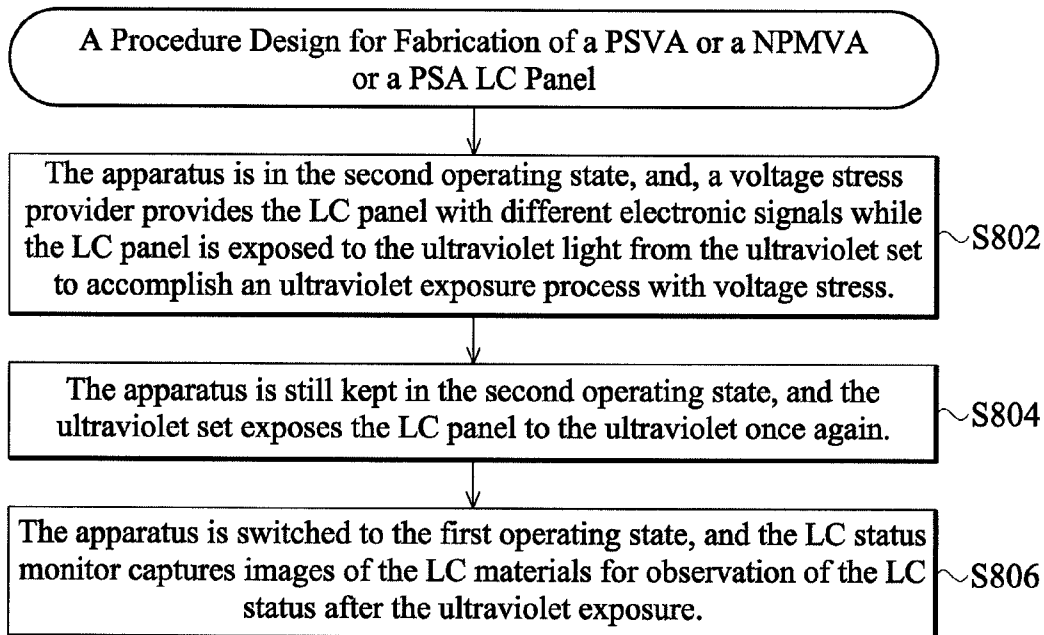 A Procedure Design for Fabrication of a PSVA or a NPMVA
or a PSA LC Panel
The apparatus is in the second operating state, and, a voltage stress
provider provides the LC panel with different electronic signals while
the LC panel is exposed to the ultraviolet light from the ultraviolet set
to accomplish an ultraviolet exposure process with voltage stress.
S802
The apparatus is still kept in the second operating state, and the
ultraviolet set exposes the LC panel to the ultraviolet once again.
S804
The apparatus is switched to the first operating state, and the LC status
monitor captures images of the LC materials for observation of the LC
status after the ultraviolet exposure.
S806